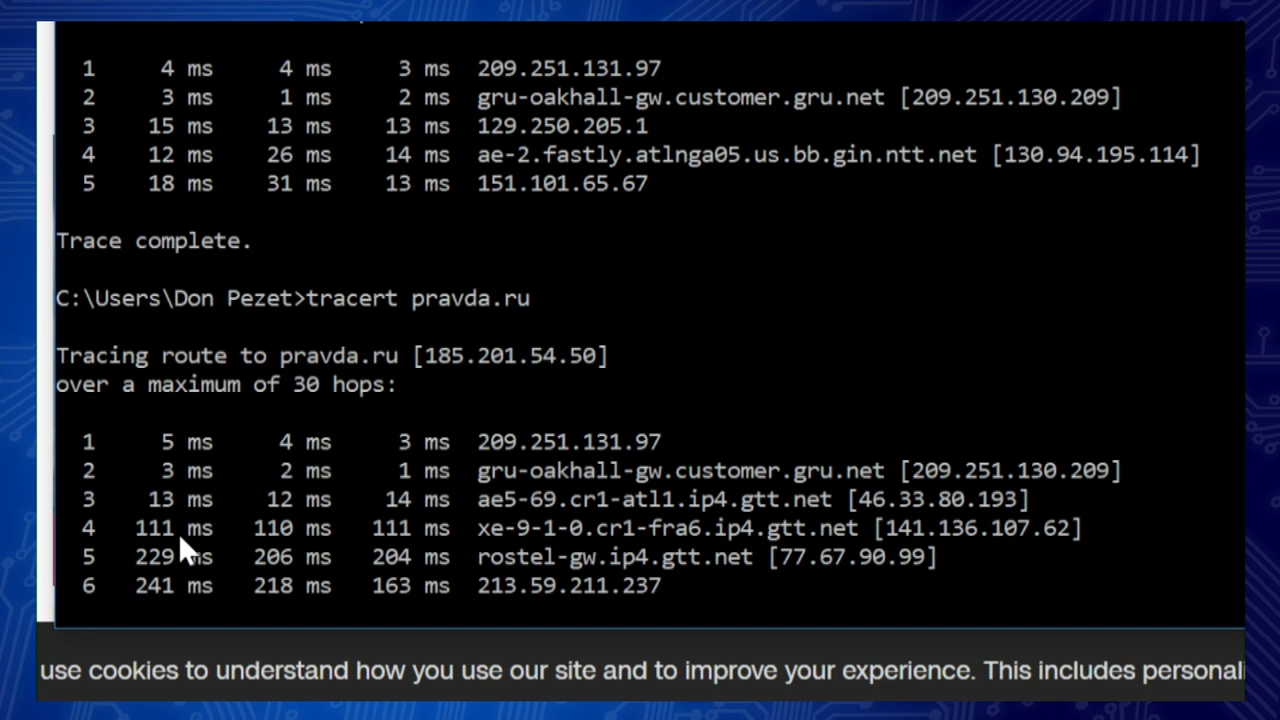 1 4 ms 4 ms 3 ms 209.251.131.97
2 3 ms 1 ms 2 ms gru-oakhall-gw.customer.gru.net [209.251.130.209]
3 15 ms 13 ms 13 ms 129.250.205.1
4 12 ms 26 ms 14 ms ae-2.fastly.atlnga05.us.bb.gin.ntt.net [130.94.195.114]
5 18 ms 31 ms 13 ms 151.101.65.67
Trace complete.
C:\Users\Don Pezet>tracert pravda.ru
Tracing route to pravda.ru [185.201.54.50]
over a maximum of 30 hops:
1 5 ms 4 ms 3 ms 209.251.131.97
2 3 ms 2 ms 1 ms gru-oakhall-gw.customer.gru.net [209.251.130.209]
3 13 ms 12 ms 14 ms ae5-69.cr1-atl1.ip4.gtt.net [46.33.80.193]
4 111 ms 110 ms 111 ms xe-9-1-0.cr1-fra6.ip4.gtt.net [141.136.107.62]
5 229 ms 206 ms 204 ms rostel-gw.ip4.gtt.net [77.67.90.99]
6 241 ms 218 ms 163 ms 213.59.211.237
use cookies to understand how you use our site and to improve your experience. This includes personali